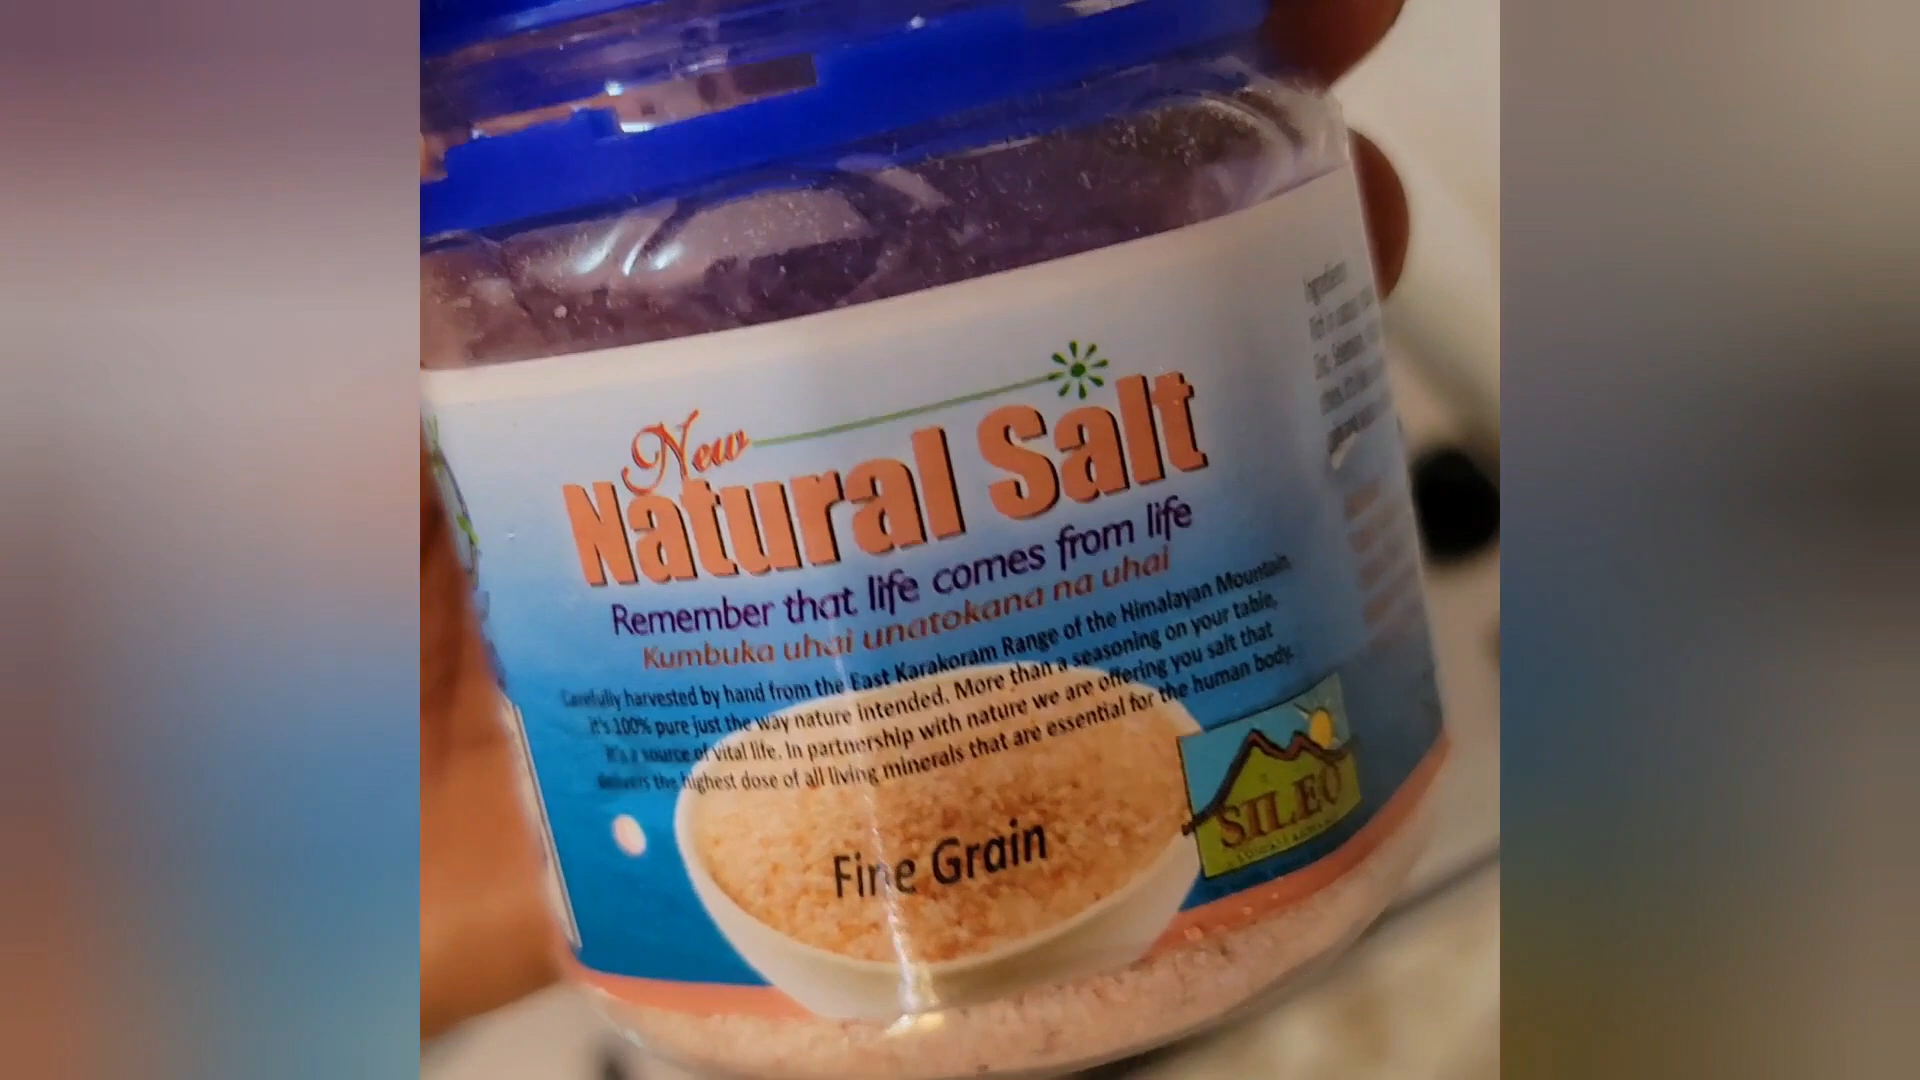 New
Natural Salt
Remember that life comes from life
Kumbuka uhai unatokana na uhai
Carefully harvested by hand from the East Karakoram Range of the Himalayan Mountain,
it's 100% pure just the way nature intended. More than a seasoning on your table,
it's a source of vital life. In partnership with nature we are offering you salt that
delivers the highest dose of all living minerals that are essential for the human body.
Fine Grain
SILEO